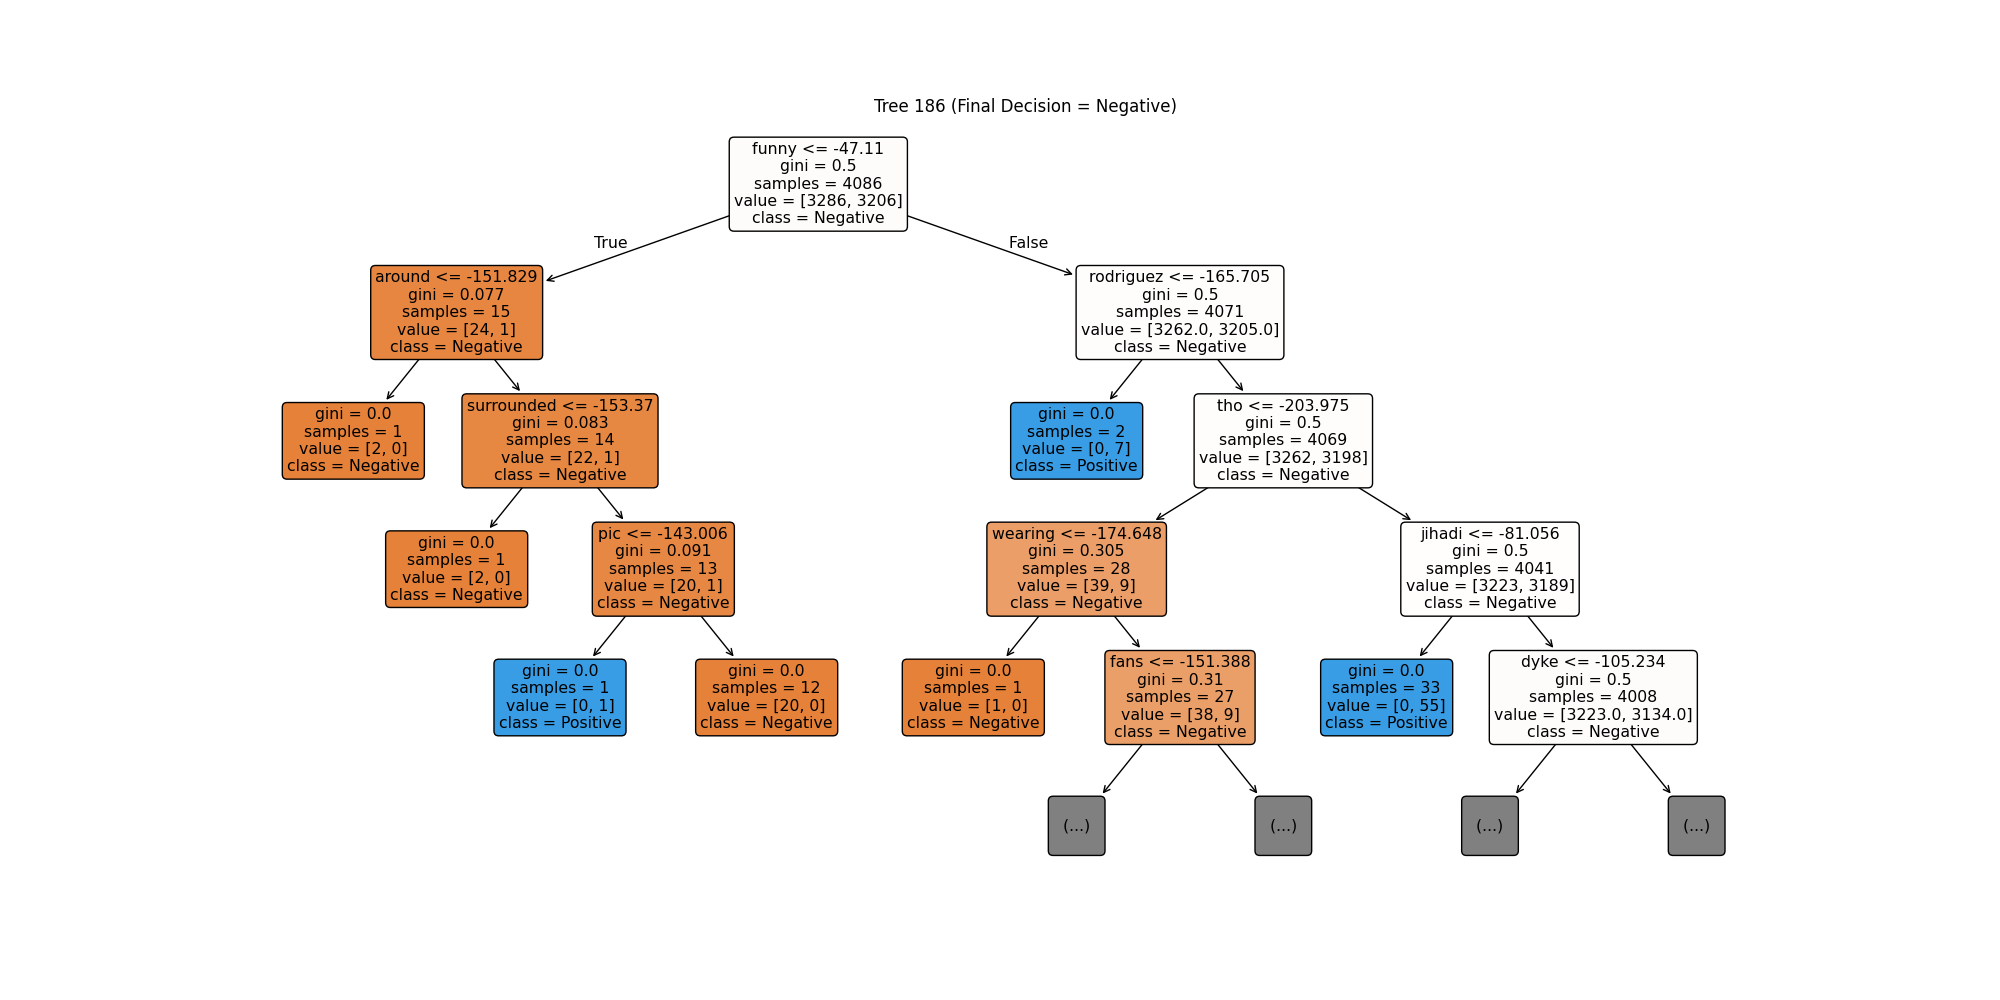 Tree 186 (Final Decision = Negative)
funny <= -47.11
gini = 0.5
samples = 4086
value = [3286, 3206]
class = Negative
True
False
around <= -151.829
gini = 0.077
samples = 15
value = [24, 1]
class = Negative
rodriguez <= -165.705
gini = 0.5
samples = 4071
value = [3262.0, 3205.0]
class = Negative
gini = 0.0
samples = 1
value = [2, 0]
class = Negative
surrounded <= -153.37
gini = 0.083
samples = 14
value = [22, 1]
class = Negative
gini = 0.0
samples = 2
value = [0, 7]
class = Positive
tho <= -203.975
gini = 0.5
samples = 4069
value = [3262, 3198]
class = Negative
gini = 0.0
samples = 1
value = [2, 0]
class = Negative
pic <= -143.006
gini = 0.091
samples = 13
value = [20, 1]
class = Negative
wearing <= -174.648
gini = 0.305
samples = 28
value = [39, 9]
class = Negative
jihadi <= -81.056
gini = 0.5
samples = 4041
value = [3223, 3189]
class = Negative
gini = 0.0
samples = 1
value = [0, 1]
class = Positive
gini = 0.0
samples = 12
value = [20, 0]
class = Negative
gini = 0.0
samples = 1
value = [1, 0]
class = Negative
fans <= -151.388
gini = 0.31
samples = 27
value = [38, 9]
class = Negative
gini = 0.0
samples = 33
value = [0, 55]
class = Positive
dyke <= -105.234
gini = 0.5
samples = 4008
value = [3223.0, 3134.0]
class = Negative
(...)
(...)
(...)
(...)